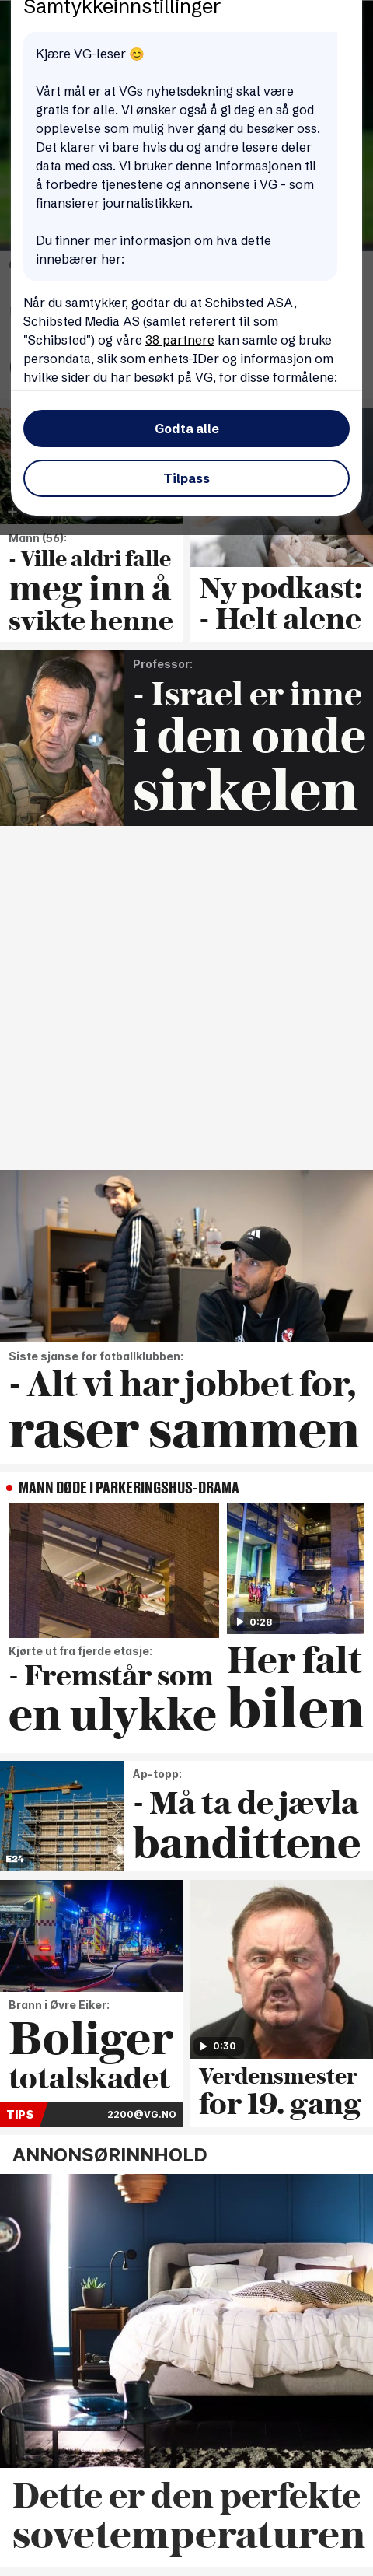 Samtykkeinnstillinger
Kjære VG-leser 😊
Vårt mål er at VGs nyhetsdekning skal være
gratis for alle. Vi ønsker også å gi deg en så god
opplevelse som mulig hver gang du besøker oss.
Det klarer vi bare hvis du og andre lesere deler
data med oss. Vi bruker denne informasjonen til
å forbedre tjenestene og annonsene i VG - som
finansierer journalistikken.
Du finner mer informasjon om hva dette
innebærer her:
Når du samtykker, godtar du at Schibsted ASA,
Schibsted Media AS (samlet referert til som
"Schibsted") og våre 38 partnere kan samle og bruke
persondata, slik som enhets-IDer og informasjon om
hvilke sider du har besøkt på VG, for disse formålene:
Godta alle
Tilpass
Mann (56):
- Ville aldri falle
meg inn å
svikte henne
Ny podkast:
- Helt alene
Professor:
- Israel er inne
i den onde
sirkelen
Siste sjanse for fotballklubben:
- Alt vi har jobbet for,
raser sammen
MANN DØDE I PARKERINGSHUS-DRAMA
Kjørte ut fra fjerde etasje:
- Fremstår som
en ulykke
0:28
Her falt
bilen
E24
Ap-topp:
- Må ta de jævla
bandittene
Brann i Øvre Eiker:
Boliger
totalskadet
TIPS
2200@VG.NO
0:30
Verdensmester
for 19. gang
ANNONSØRINNHOLD
Dette er den perfekte
sovetemperaturen